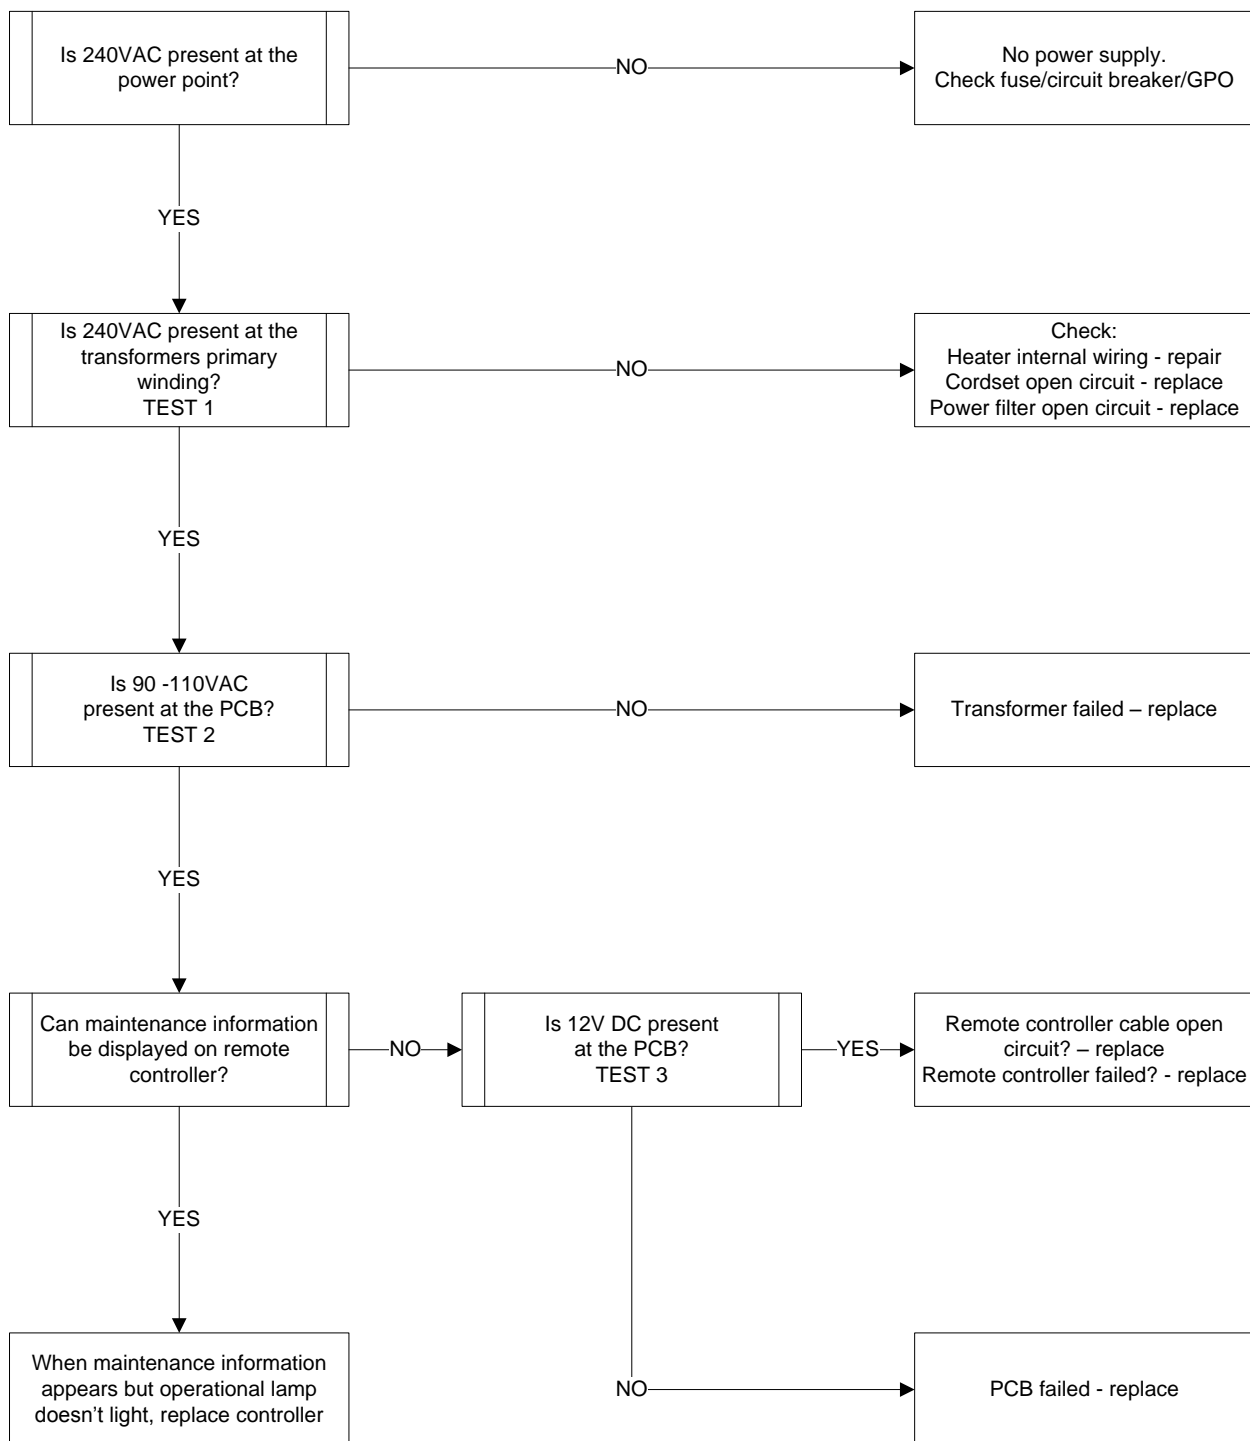 Is 240VAC present at the
power point?
NO
No power supply.
Check fuse/circuit breaker/GPO
YES
Is 240VAC present at the
transformers primary
winding?
TEST 1
NO
Check:
Heater internal wiring - repair
Cordset open circuit - replace
Power filter open circuit - replace
YES
Is 90 -110VAC
present at the PCB?
TEST 2
NO
Transformer failed – replace
YES
Can maintenance information
be displayed on remote
controller?
NO
Is 12V DC present
at the PCB?
TEST 3
YES
Remote controller cable open
circuit? – replace
Remote controller failed? - replace
YES
When maintenance information
appears but operational lamp
doesn’t light, replace controller
NO
PCB failed - replace